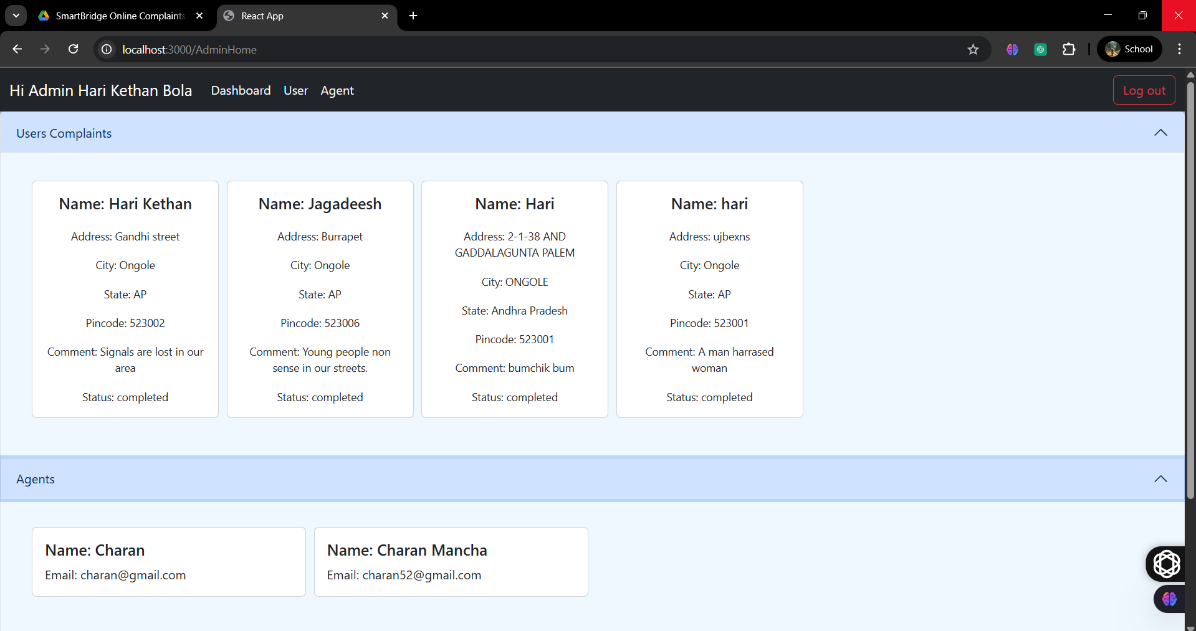 SmartBridge Online Complaints
React App
localhost:3000/AdminHome
School
Hi Admin Hari Kethan Bola
Dashboard
User
Agent
Log out
Users Complaints
Name: Hari Kethan
Address: Gandhi street
City: Ongole
State: AP
Pincode: 523002
Comment: Signals are lost in our
area
Status: completed
Name: Jagadeesh
Address: Burrapet
City: Ongole
State: AP
Pincode: 523006
Comment: Young people non
sense in our streets.
Status: completed
Name: Hari
Address: 2-1-38 AND
GADDALAGUNTA PALEM
City: ONGOLE
State: Andhra Pradesh
Pincode: 523001
Comment: bumchik bum
Status: completed
Name: hari
Address: ujbexns
City: Ongole
State: AP
Pincode: 523001
Comment: A man harrased
woman
Status: completed
Agents
Name: Charan
Email: charan@gmail.com
Name: Charan Mancha
Email: charan52@gmail.com